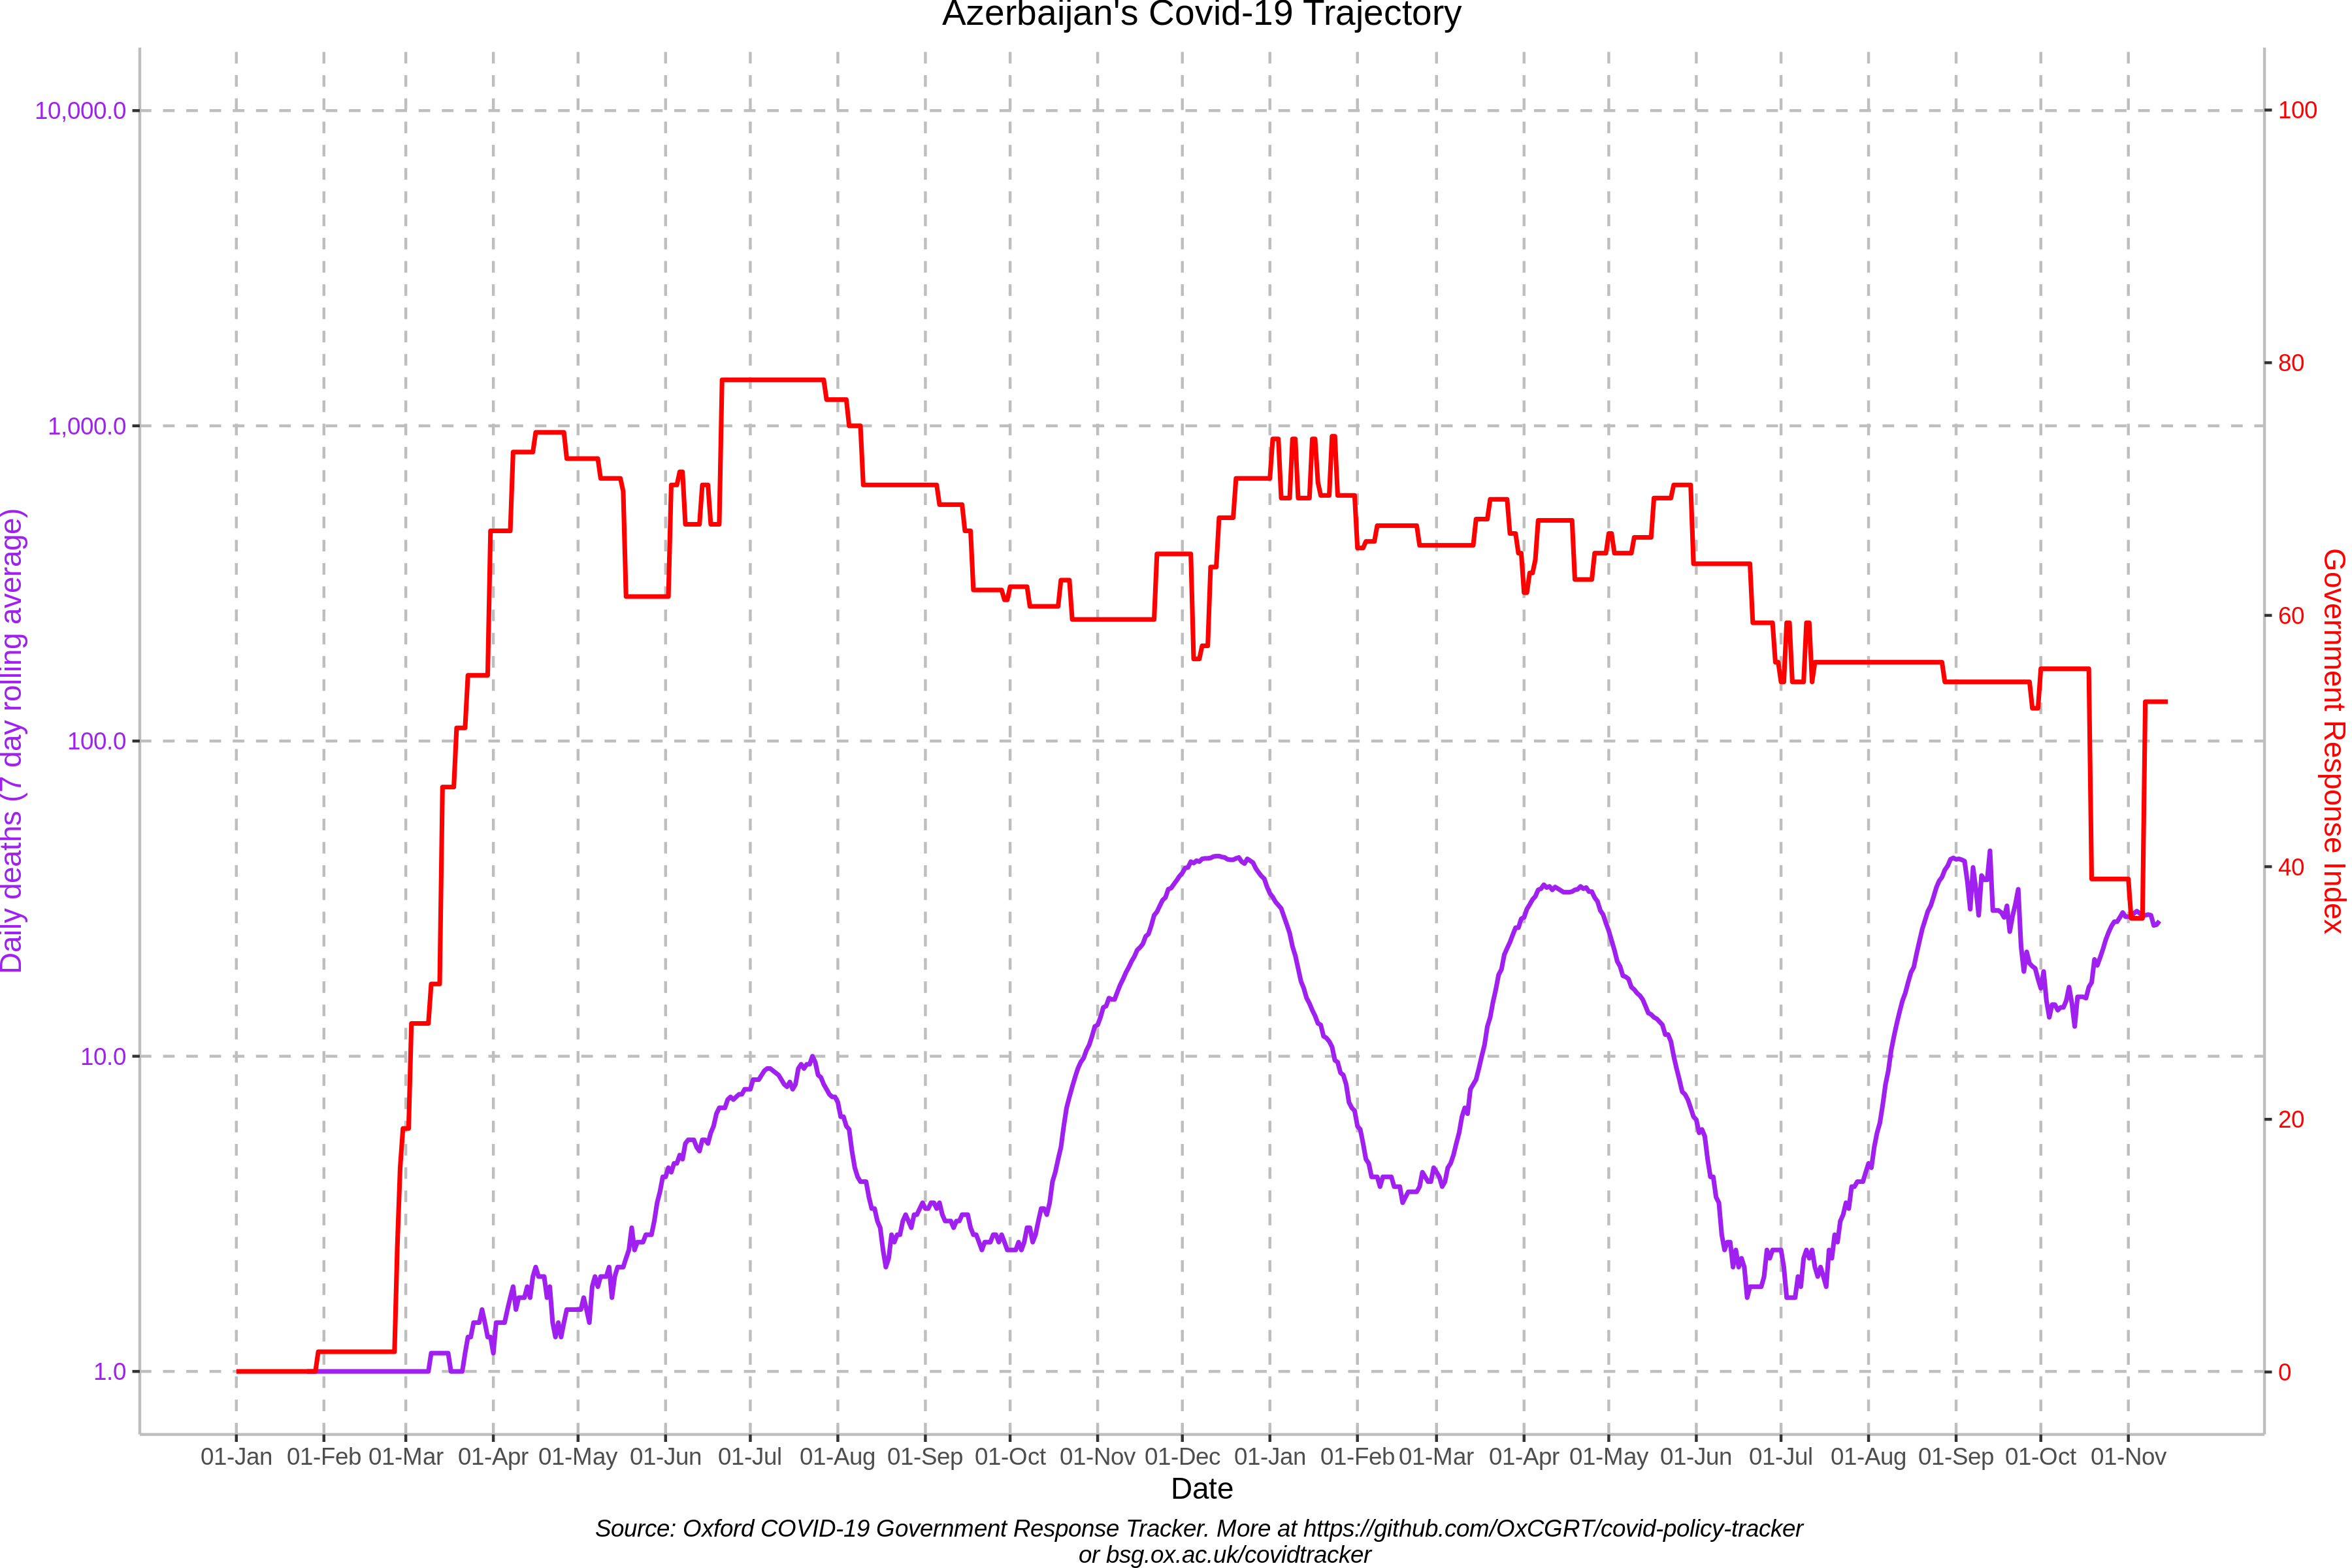 Azerbaijan's Covid-19 Trajectory
10,000.0
1,000.0
100.0
10.0
1.0
Daily deaths (7 day rolling average)
100
80
60
40
20
0
Government Response Index
01-Jan 01-Feb 01-Mar 01-Apr 01-May 01-Jun 01-Jul 01-Aug 01-Sep 01-Oct 01-Nov 01-Dec 01-Jan 01-Feb 01-Mar 01-Apr 01-May 01-Jun 01-Jul 01-Aug 01-Sep 01-Oct 01-Nov
Date
Source: Oxford COVID-19 Government Response Tracker. More at https://github.com/OxCGRT/covid-policy-tracker
or bsg.ox.ac.uk/covidtracker